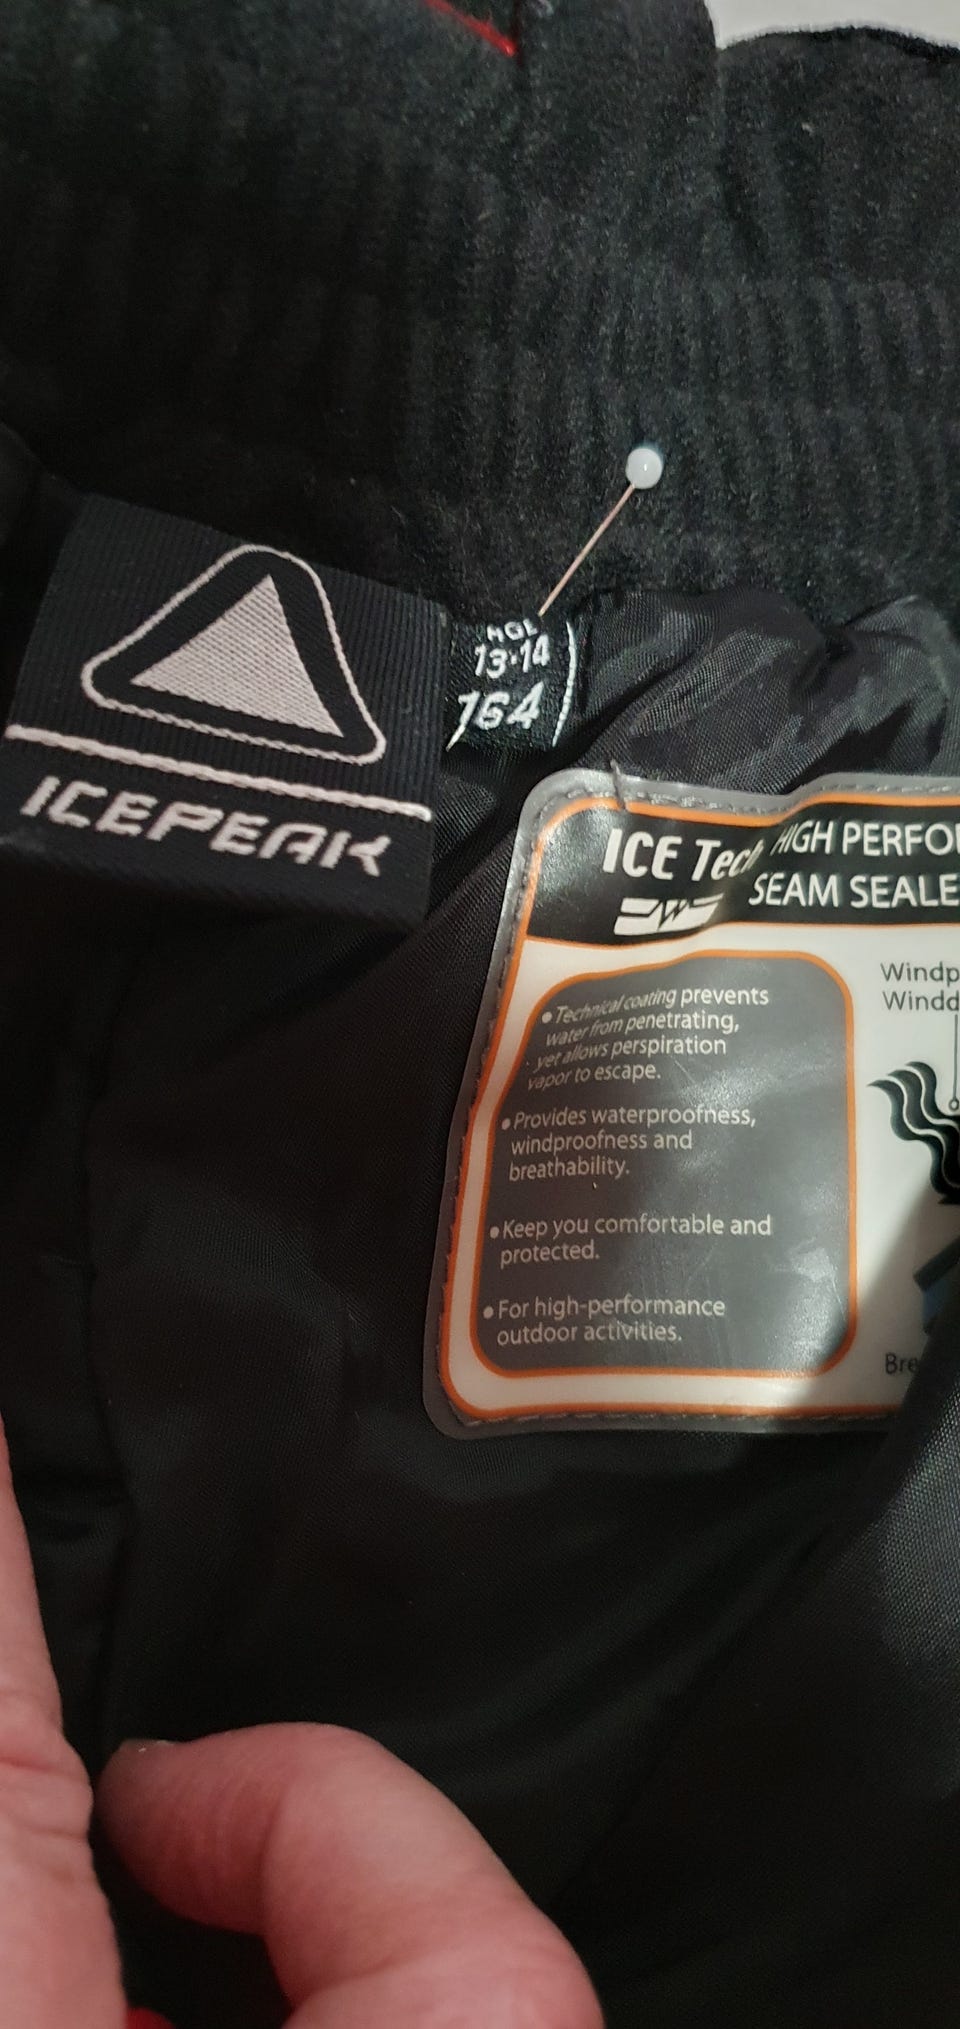 ICEPEAK
AGE
13-14
164
ICE Tech HIGH PERFO
SEAM SEALE
Windp
Windd
• Technical coating prevents
water from penetrating,
yet allows perspiration
vapor to escape.
• Provides waterproofness,
windproofness and
breathability.
• Keep you comfortable and
protected.
• For high-performance
outdoor activities.
Bre